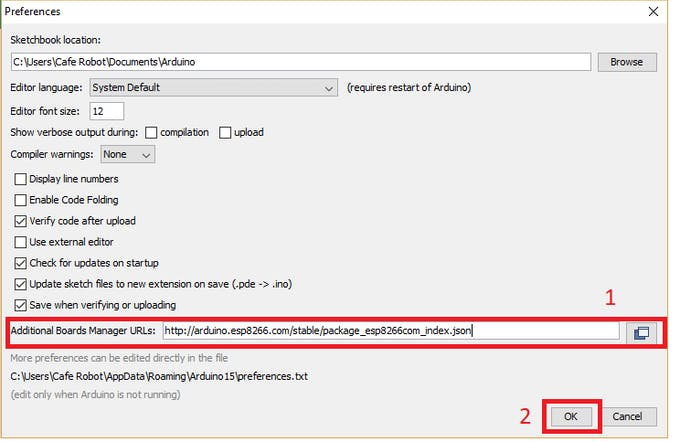 Preferences
Sketchbook location:
C:\Users\Cafe Robot\Documents\Arduino Browse
Editor language: System Default (requires restart of Arduino)
Editor font size: 12
Show verbose output during: compilation upload
Compiler warnings: None
Display line numbers
Enable Code Folding
Verify code after upload
Use external editor
Check for updates on startup
Update sketch files to new extension on save (.pde -> .ino)
Save when verifying or uploading
1
Additional Boards Manager URLs: http://arduino.esp8266.com/stable/package_esp8266com_index.json
More preferences can be edited directly in the file
C:\Users\Cafe Robot\AppData\Roaming\Arduino15\preferences.txt
(edit only when Arduino is not running)
2 OK Cancel